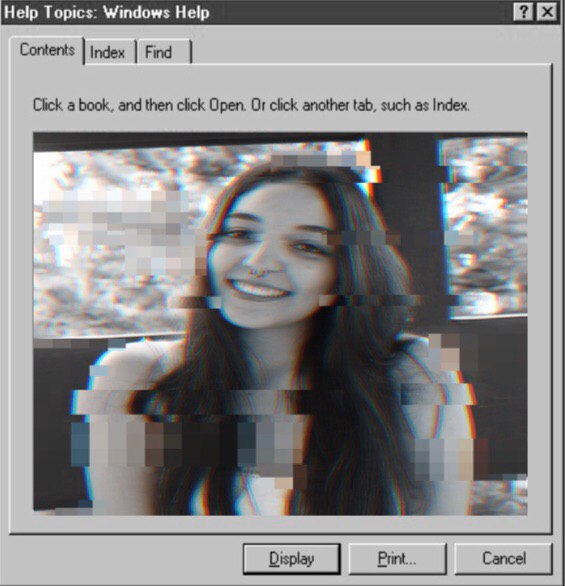 Help Topics: Windows Help
? X
Contents Index Find
Click a book, and then click Open. Or click another tab, such as Index.
Display Print... Cancel